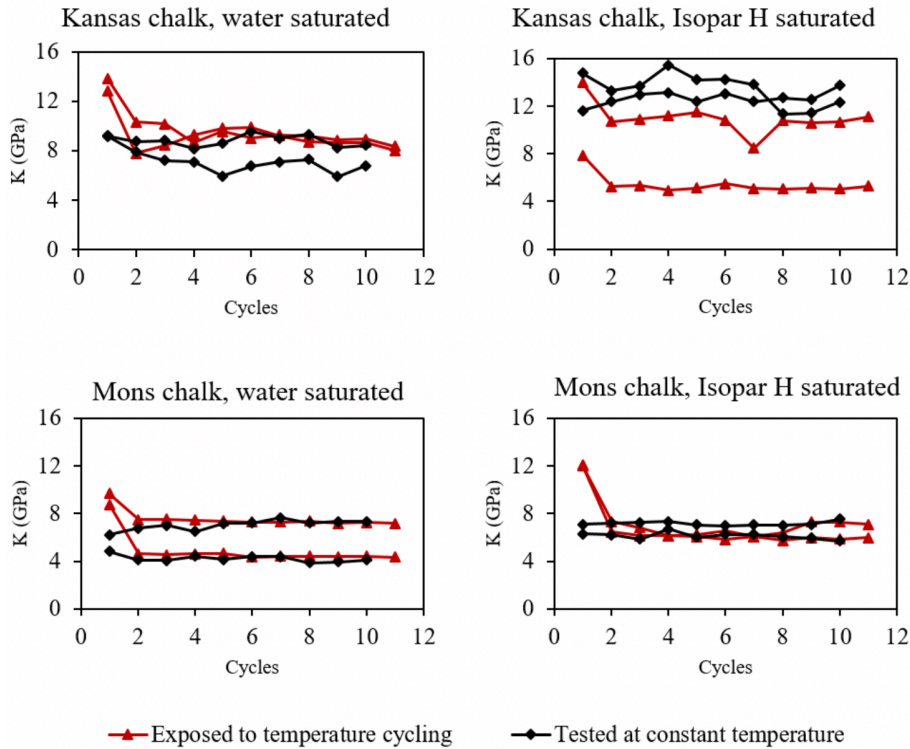 Kansas chalk, water saturated
16
12
8
4
0
K (GPa)
0 2 4 6 8 10 12
Cycles
Kansas chalk, Isopar H saturated
16
12
8
4
0
K (GPa)
0 2 4 6 8 10 12
Cycles
Mons chalk, water saturated
16
12
8
4
0
K (GPa)
0 2 4 6 8 10 12
Cycles
Mons chalk, Isopar H saturated
16
12
8
4
0
K (GPa)
0 2 4 6 8 10 12
Cycles
Exposed to temperature cycling
Tested at constant temperature